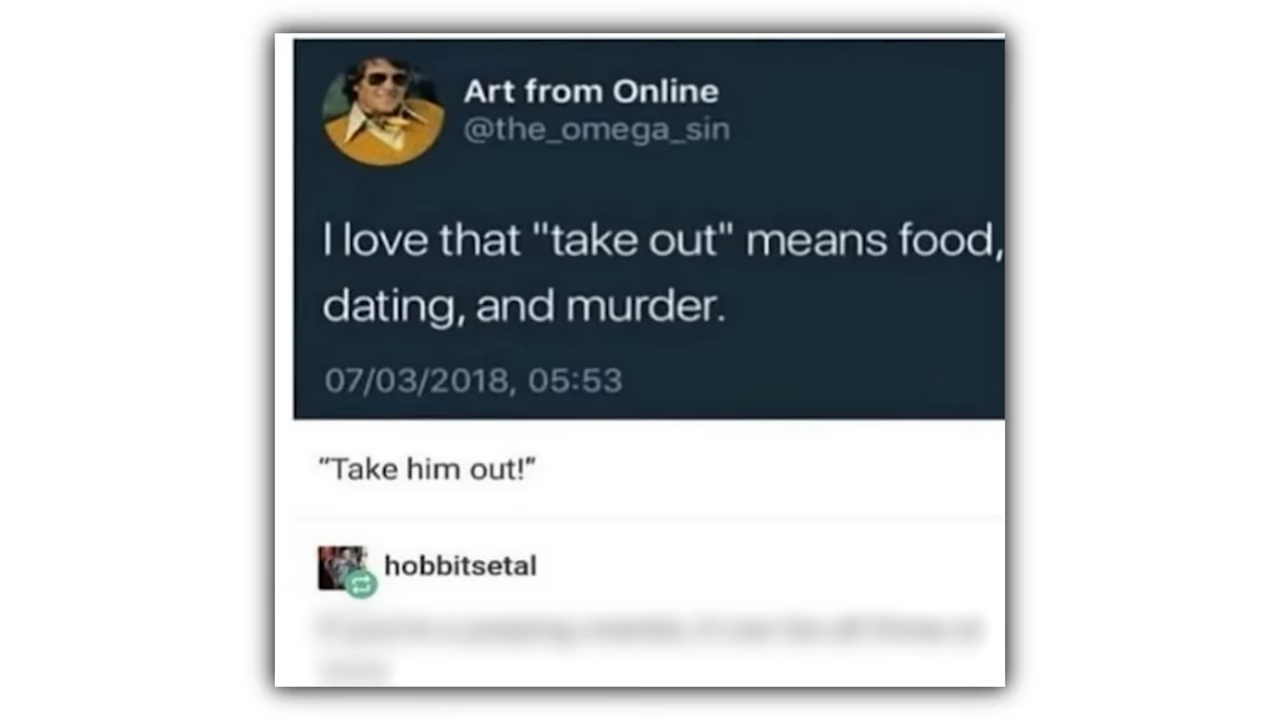 Art from Online
@the_omega_sin
I love that "take out" means food,
dating, and murder.
07/03/2018, 05:53
“Take him out!”
hobbitsetal